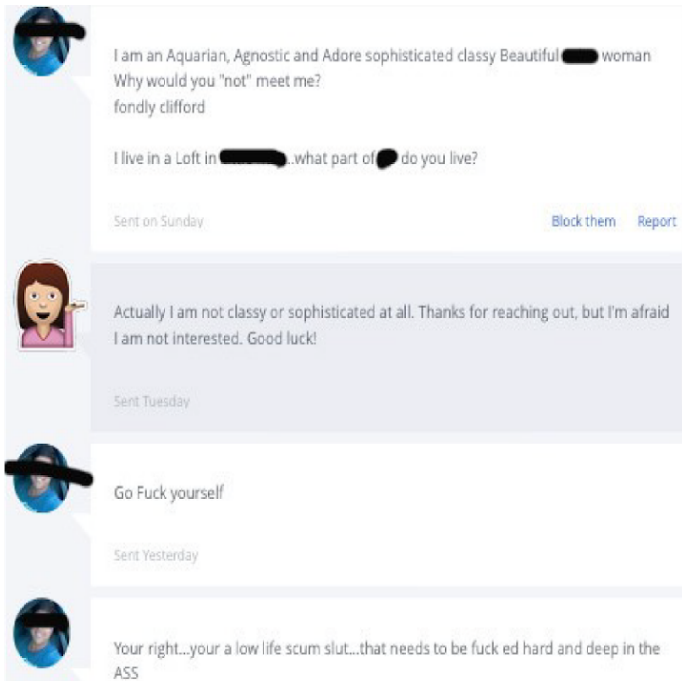 I am an Aquarian, Agnostic and Adore sophisticated classy Beautiful woman
Why would you "not" meet me?
fondly clifford
I live in a Loft in ..what part of do you live?
Sent on Sunday
Block them Report
Actually I am not classy or sophisticated at all. Thanks for reaching out, but I'm afraid
I am not interested. Good luck!
Sent Tuesday
Go Fuck yourself
Sent Yesterday
Your right...your a low life scum slut...that needs to be fuck ed hard and deep in the
ASS